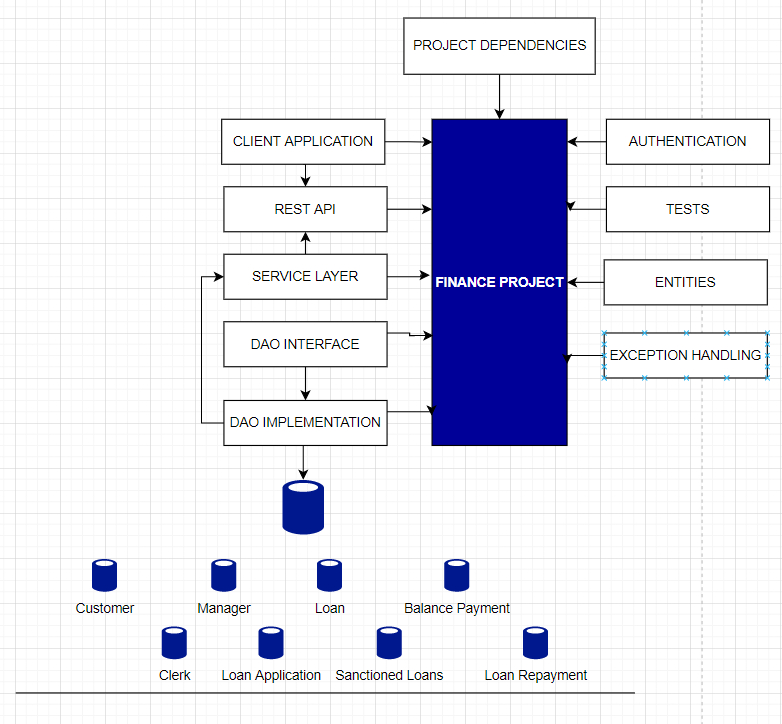 PROJECT DEPENDENCIES
CLIENT APPLICATION
AUTHENTICATION
REST API
TESTS
SERVICE LAYER
FINANCE PROJECT
ENTITIES
DAO INTERFACE
EXCEPTION HANDLING
DAO IMPLEMENTATION
Customer
Manager
Loan
Balance Payment
Clerk
Loan Application
Sanctioned Loans
Loan Repayment